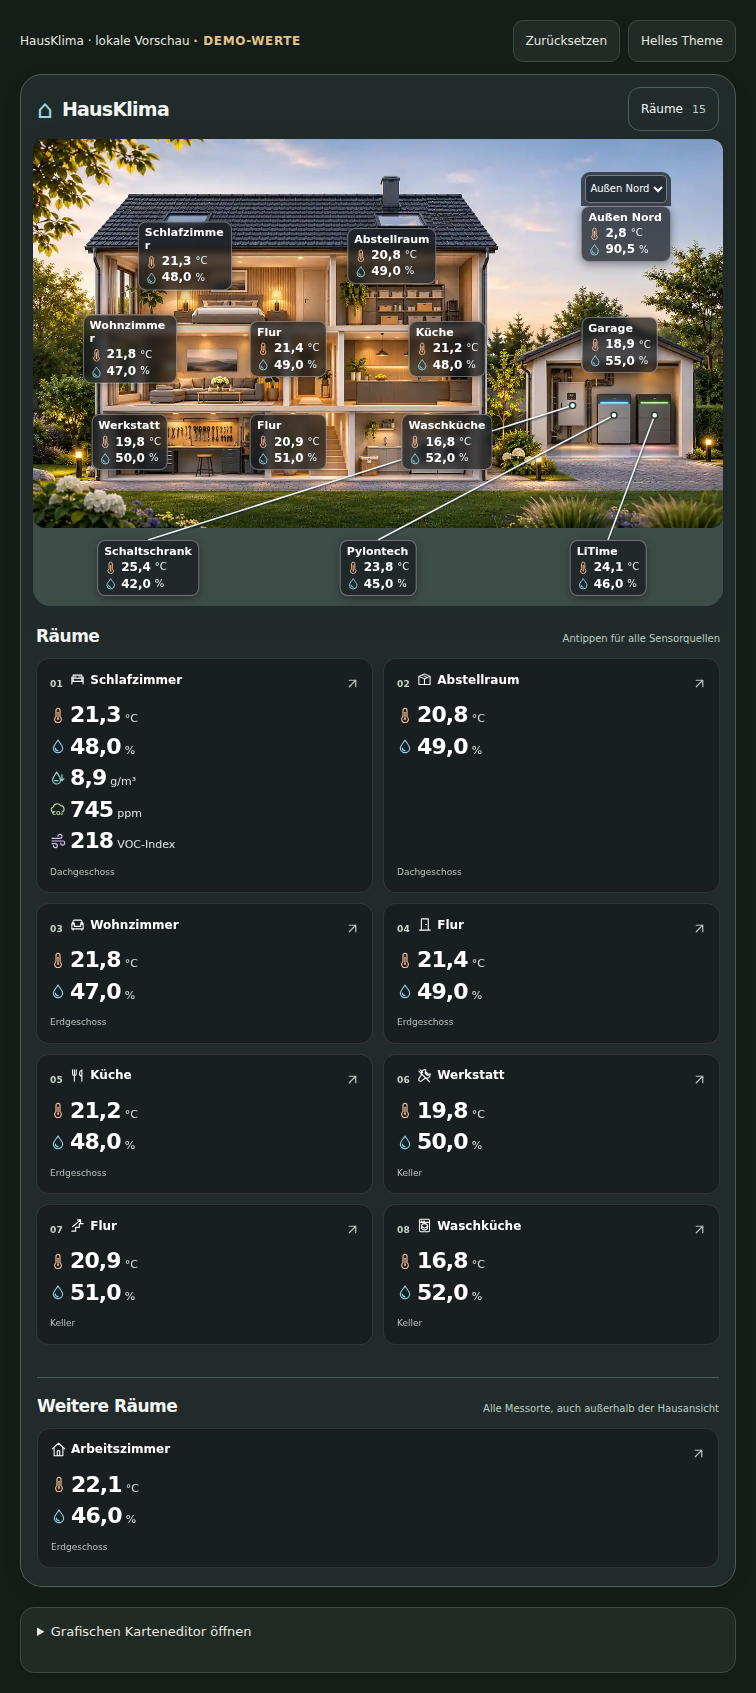 HausKlima · lokale Vorschau · DEMO-WERTE
Zurücksetzen
Helles Theme
HausKlima
Räume 15
Außen Nord
Außen Nord
2,8 °C
90,5 %
Schlafzimme
r
21,3 °C
48,0 %
Abstellraum
20,8 °C
49,0 %
Wohnzimme
r
21,8 °C
47,0 %
Flur
21,4 °C
49,0 %
Küche
21,2 °C
48,0 %
Garage
18,9 °C
55,0 %
Werkstatt
19,8 °C
50,0 %
Flur
20,9 °C
51,0 %
Waschküche
16,8 °C
52,0 %
Schaltschrank
25,4 °C
42,0 %
Pylontech
23,8 °C
45,0 %
LiTime
24,1 °C
46,0 %
Räume
Antippen für alle Sensorquellen
01 Schlafzimmer
21,3 °C
48,0 %
8,9 g/m³
CO₂ 745 ppm
218 VOC-Index
Dachgeschoss
02 Abstellraum
20,8 °C
49,0 %
Dachgeschoss
03 Wohnzimmer
21,8 °C
47,0 %
Erdgeschoss
04 Flur
21,4 °C
49,0 %
Erdgeschoss
05 Küche
21,2 °C
48,0 %
Erdgeschoss
06 Werkstatt
19,8 °C
50,0 %
Keller
07 Flur
20,9 °C
51,0 %
Keller
08 Waschküche
16,8 °C
52,0 %
Keller
Weitere Räume
Alle Messorte, auch außerhalb der Hausansicht
Arbeitszimmer
22,1 °C
46,0 %
Erdgeschoss
Grafischen Karteneditor öffnen